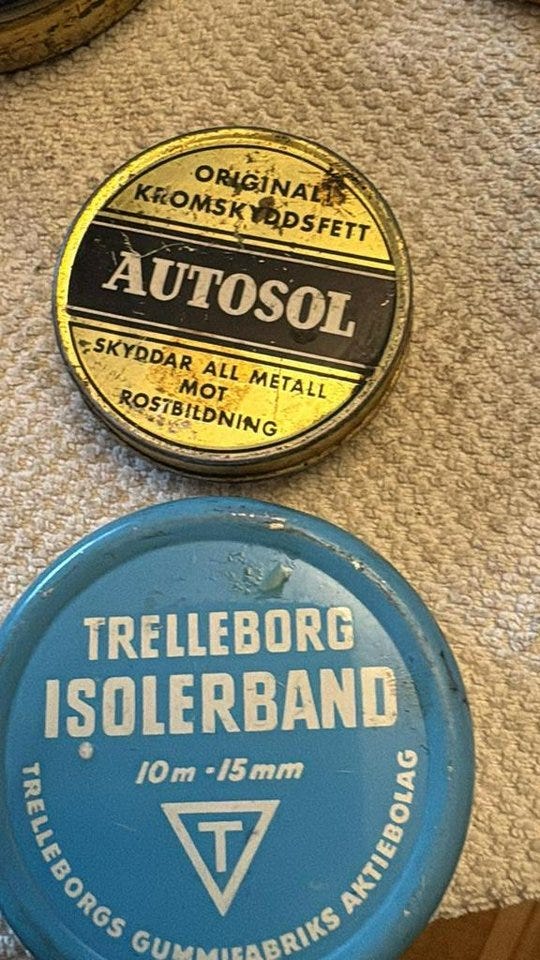 ORIGINAL
KROMSKYDDSFETT
AUTOSOL
SKYDDAR ALL METALL
MOT
ROSTBILDNING
TRELLEBORG
ISOLERBAND
10m - 15mm
T
TRELLEBORGS GUMMIFABRIKS AKTIEBOLAG